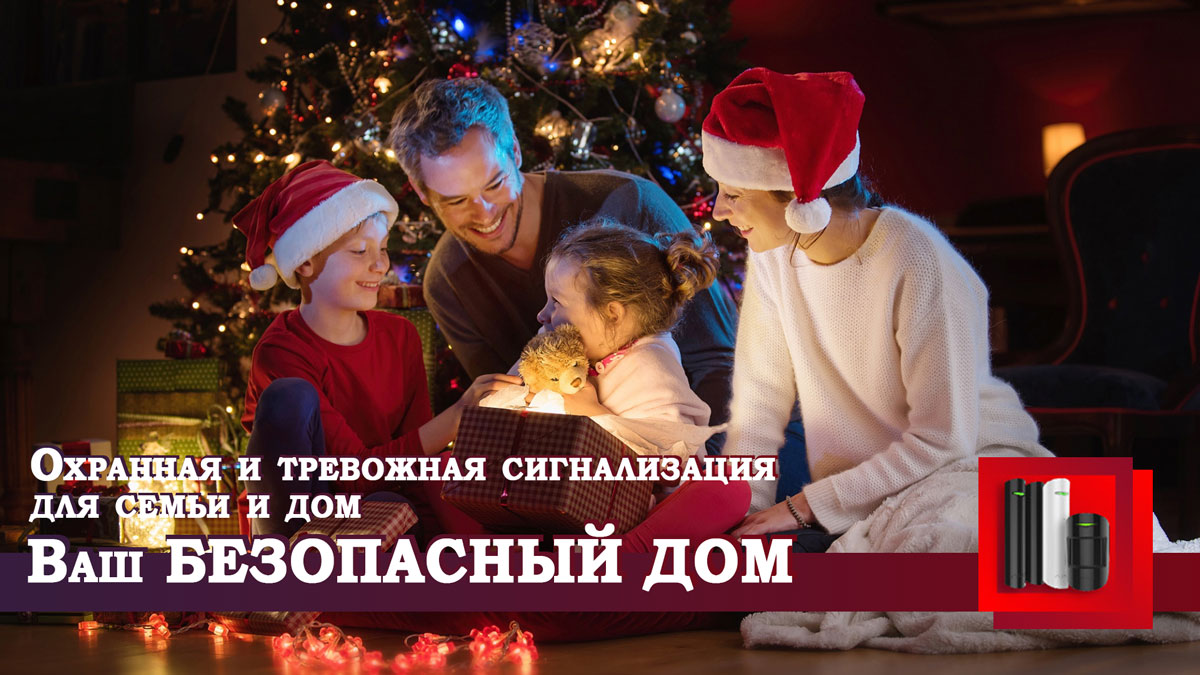 Охранная и тревожная сигнализация
для семьи и дом
Ваш БЕЗОПАСНЫЙ ДОМ